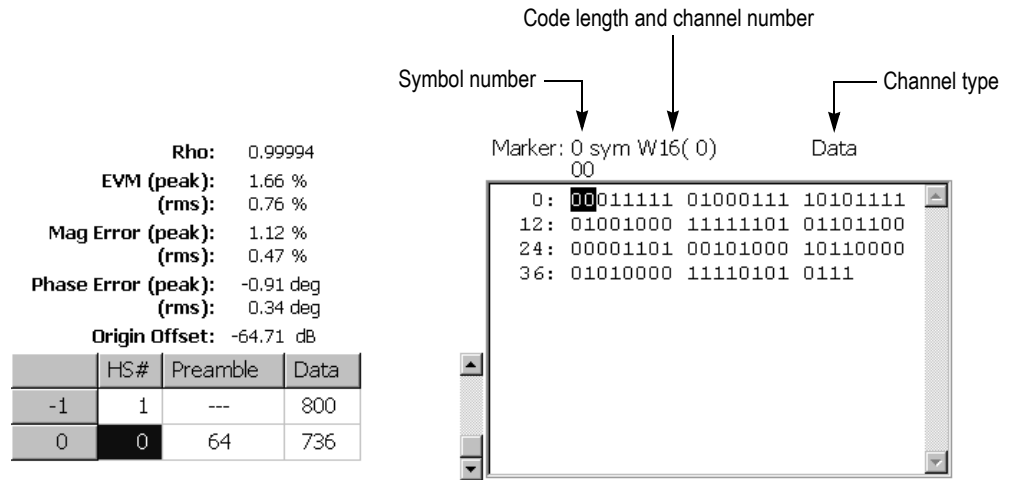 Code length and channel number
Symbol number
Channel type
Marker: 0 sym W16( 0) Data
00
Rho: 0.99994
EVM (peak): 1.66 %
(rms): 0.76 %
Mag Error (peak): 1.12 %
(rms): 0.47 %
Phase Error (peak): -0.91 deg
(rms): 0.34 deg
Origin Offset: -64.71 dB
HS# Preamble Data
-1 1 --- 800
0 0 64 736
0: 00011111 01000111 10101111
12: 01001000 11111101 01101100
24: 00001101 00101000 10110000
36: 01010000 11110101 0111